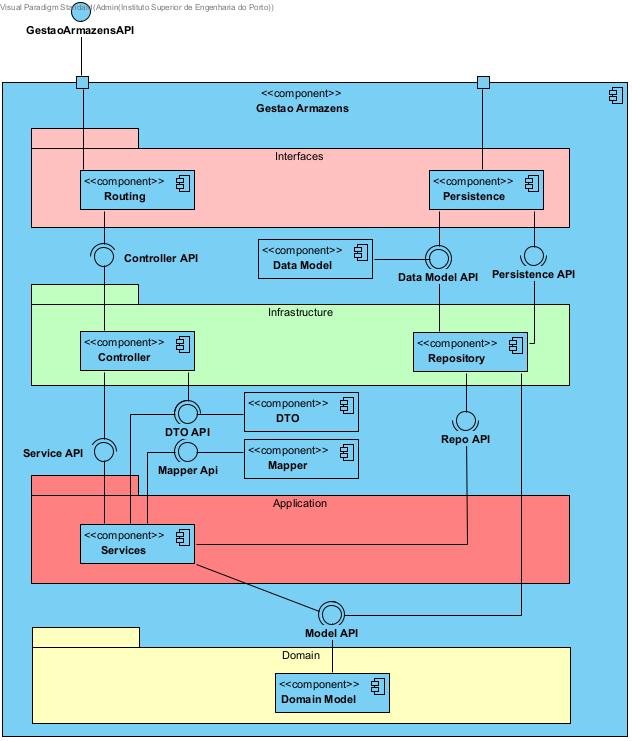 Visual Paradigm Standard(Admin(Instituto Superior de Engenharia do Porto))
GestaoArmazensAPI
<<component>>
Gestao Armazens
Interfaces
<<component>>
Routing
<<component>>
Persistence
Controller API
<<component>>
Data Model
Data Model API
Persistence API
Infrastructure
<<component>>
Controller
<<component>>
Repository
DTO API
<<component>>
DTO
Repo API
Service API
Mapper Api
<<component>>
Mapper
Application
<<component>>
Services
Model API
Domain
<<component>>
Domain Model